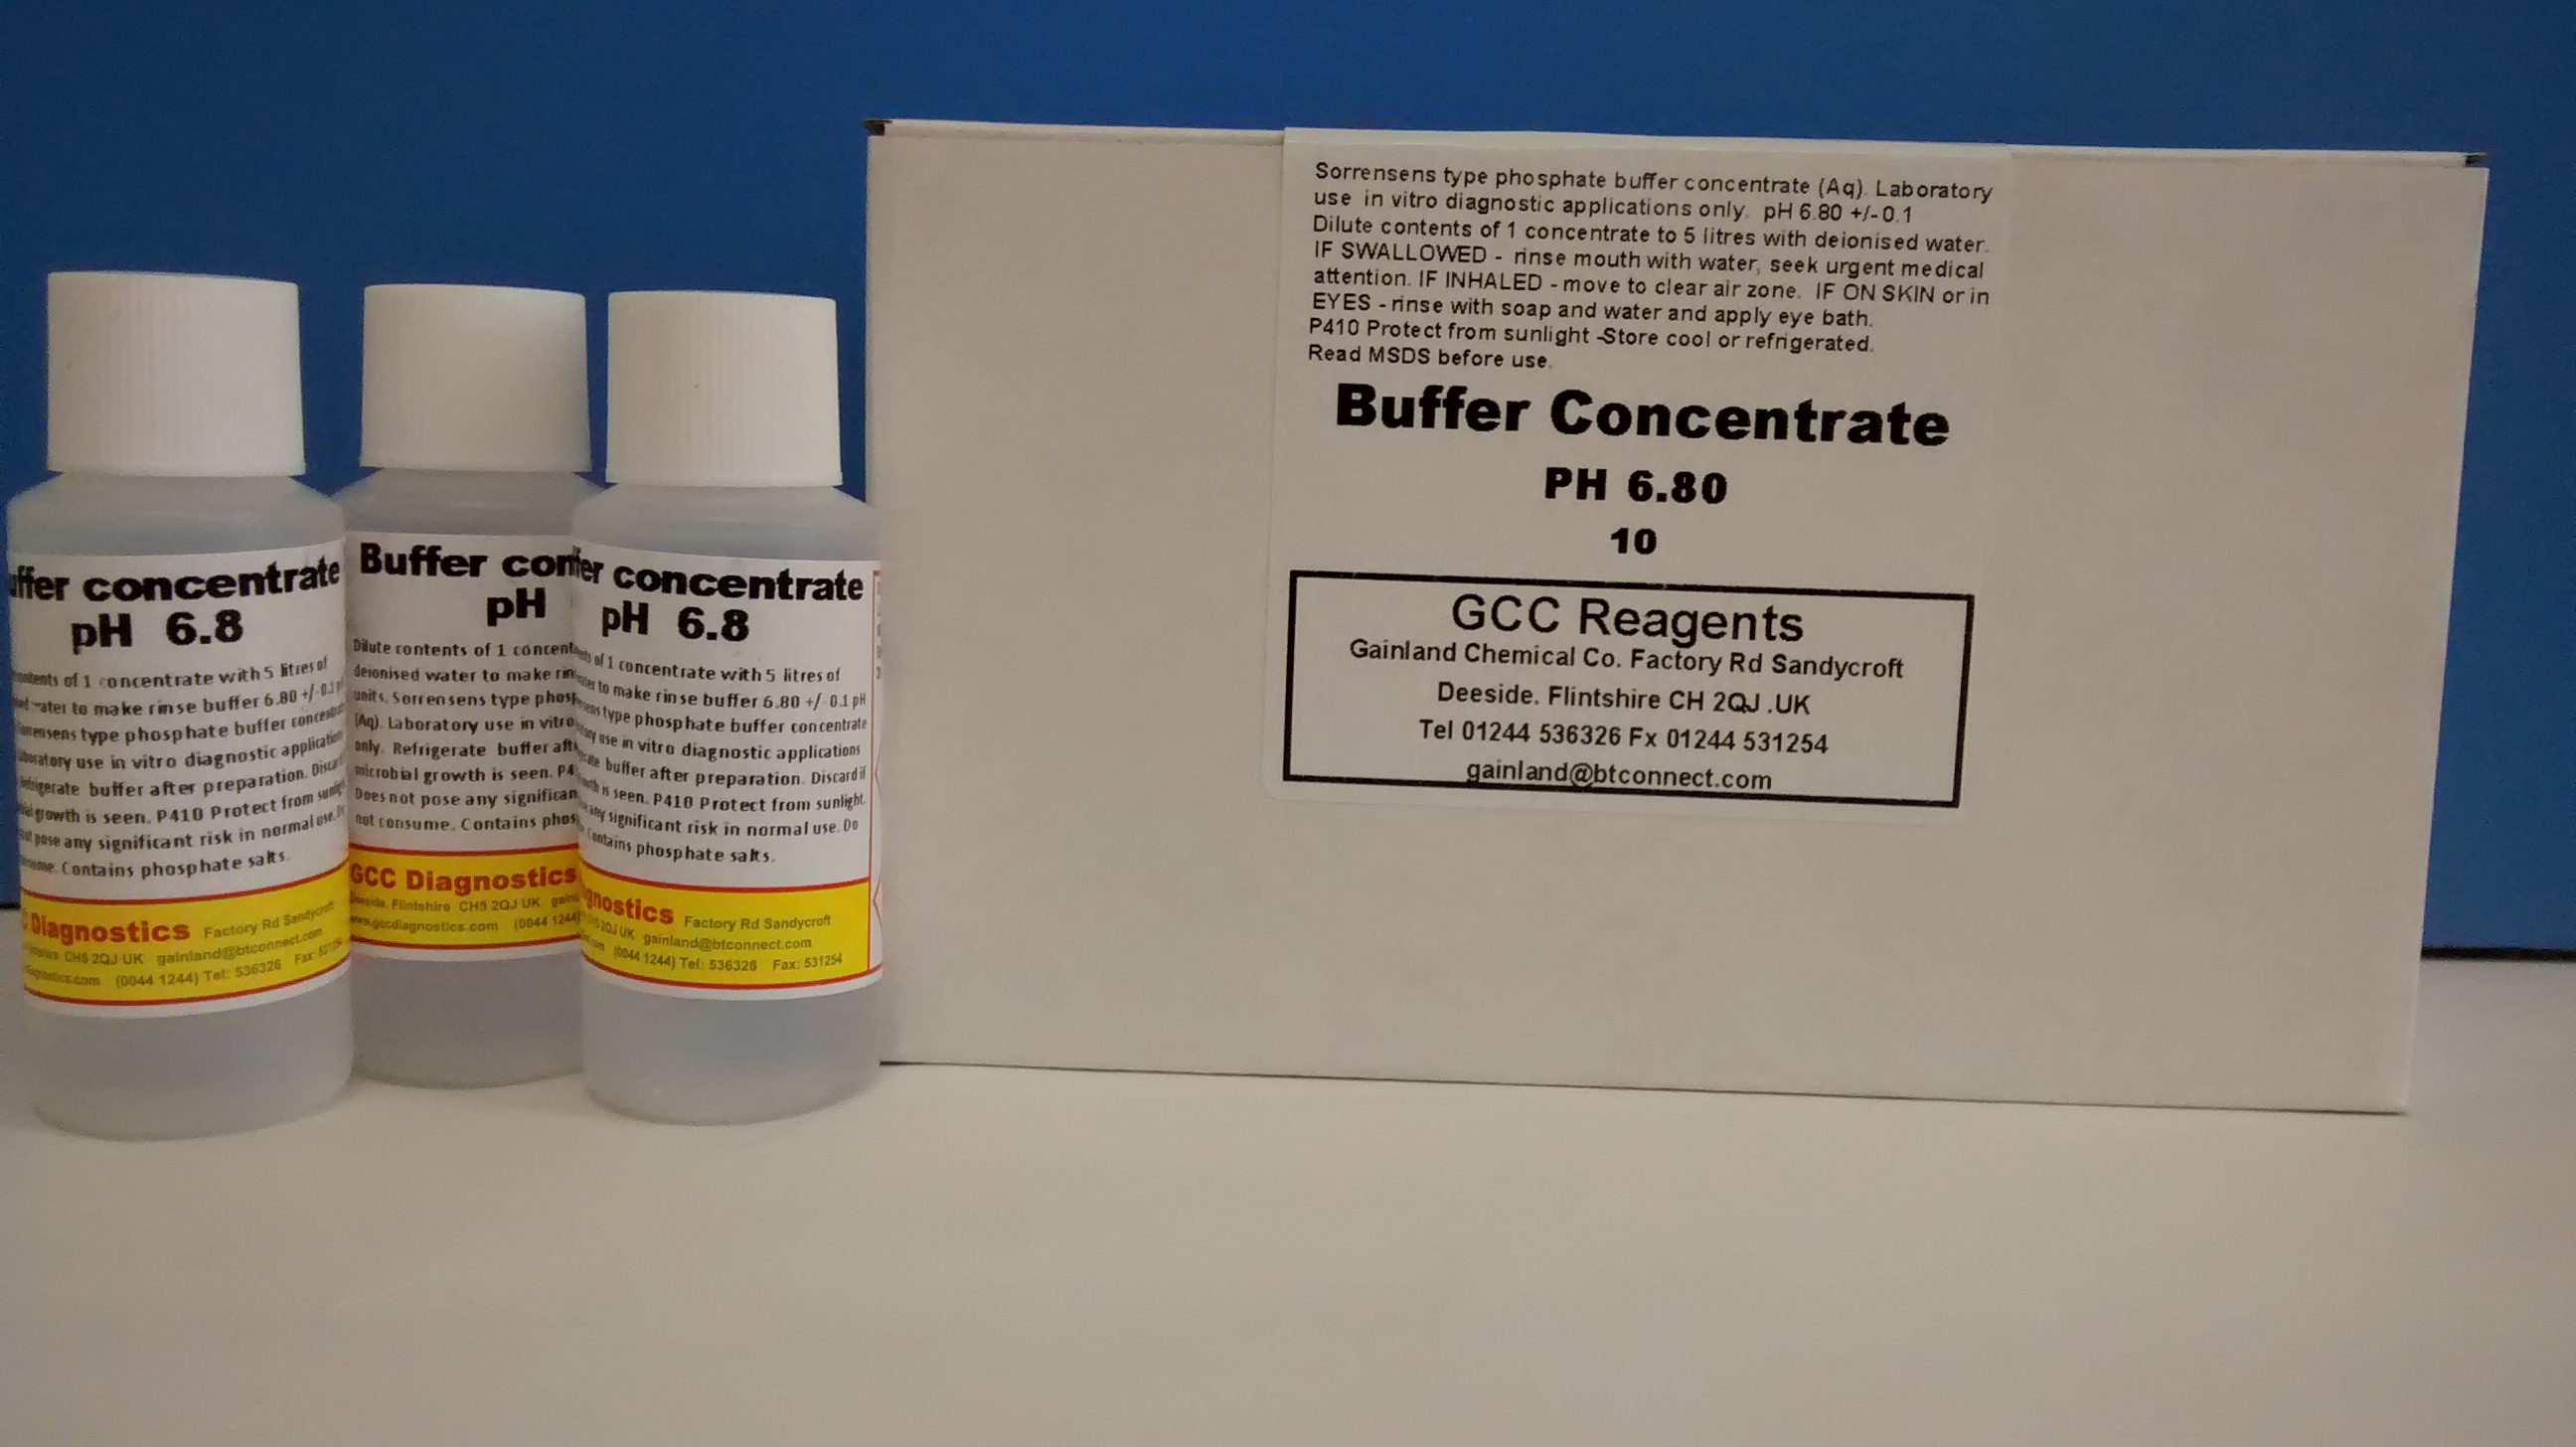 Sorrensens type phosphate buffer concentrate (Aq). Laboratory
use in vitro diagnostic applications only. pH 6.80 +/-0.1
Dilute contents of 1 concentrate to 5 litres with deionised water.
IF SWALLOWED - rinse mouth with water, seek urgent medical
attention. IF INHALED - move to clear air zone. IF ON SKIN or in
EYES - rinse with soap and water and apply eye bath.
P410 Protect from sunlight -Store cool or refrigerated.
Read MSDS before use.
Buffer Concentrate
PH 6.80
10
GCC Reagents
Gainland Chemical Co. Factory Rd Sandycroft
Deeside. Flintshire CH 2QJ .UK
Tel 01244 536326 Fx 01244 531254
gainland@btconnect.com
concentrate
pH 6.8
of 1 concentrate with 5 litres of
to make rinse buffer 6.80 +/-0.1
type phosphate buffer
use in vitro diagnostic
buffer after preparation.
growth is seen. P410 Protect from
any significant risk in normal use.
Contains phosphate salts.
Diagnostics Factory Rd Sandycroft
CH5 2QJ UK gainland@btconnect.com
(0044 1244) Tel: 536326 Fax:
Buffer
pH
Dilute contents of 1
deionised water to make
units. Sorrensens type
(Aq). Laboratory use in vitro
only. Refrigerate buffer
microbial growth is seen.
Does not pose any
not consume. Contains
GCC Diagnostics
Deeside. Flintshire CH5 2QJ UK
www.gccdiagnostics.com (0044 1244)
concentrate
pH 6.8
of 1 concentrate with 5 litres of
to make rinse buffer 6.80 +/-0.1 pH
type phosphate buffer concentrate
use in vitro diagnostic applications
buffer after preparation. Discard if
is seen. P410 Protect from sunlight.
any significant risk in normal use. Do
Contains phosphate salts.
Factory Rd Sandycroft
2QJ UK gainland@btconnect.com
(0044 1244) Tel: 536326 Fax: 531254